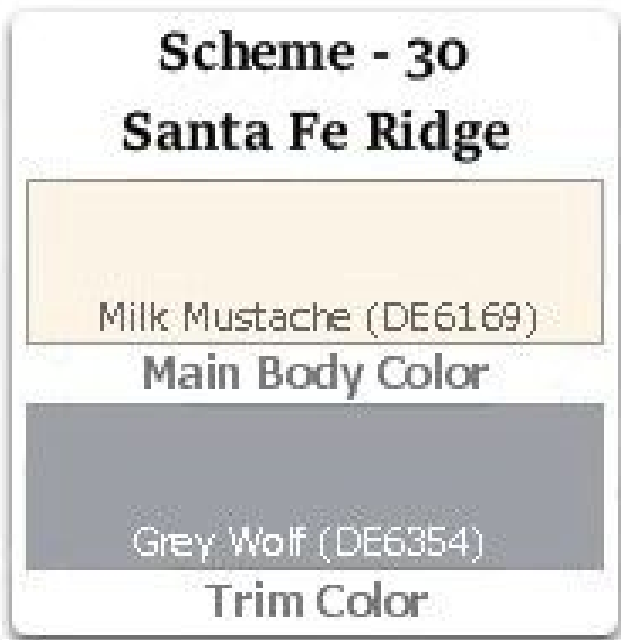 Scheme - 30
Santa Fe Ridge
Milk Mustache (DE6169)
Main Body Color
Grey Wolf (DE6354)
Trim Color